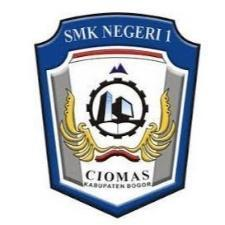 SMK NEGERI 1
CIOMAS
KABUPATEN BOGOR